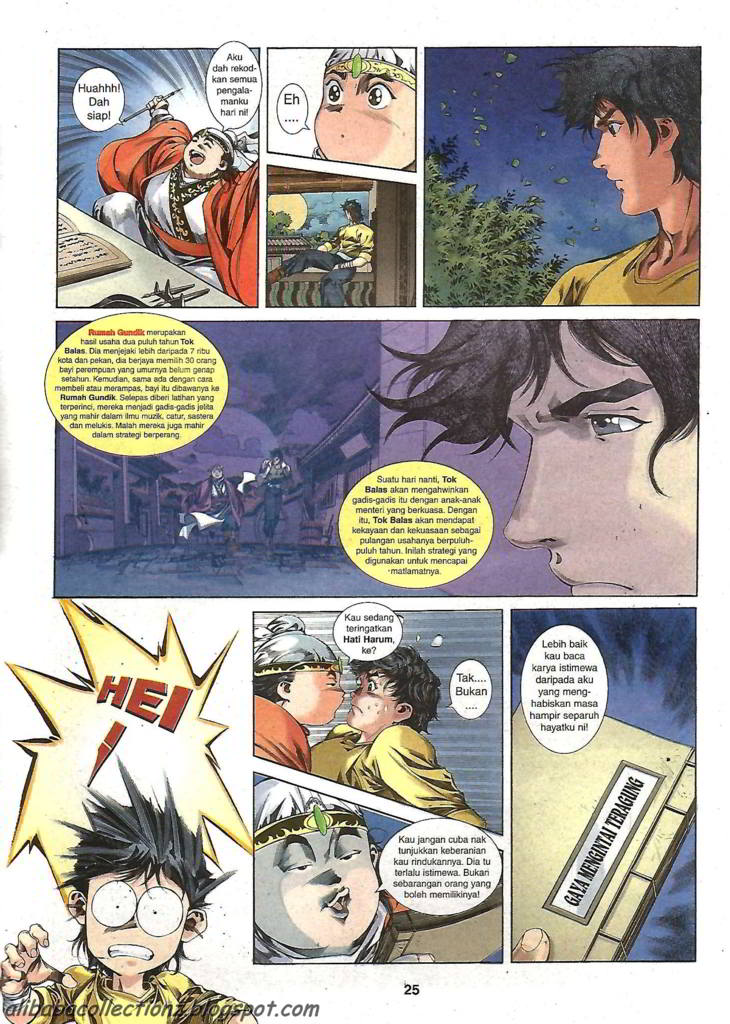 Huahhh!
Dah
siap!
Aku
dah rekod-
kan semua
pengala-
manku
hari ni!
Eh
....
Rumah Gundik merupakan
hasil usaha dua puluh tahun Tok
Balas. Dia menjejaki lebih daripada 7 ribu
kota dan pekan, dia berjaya memilih 30 orang
bayi perempuan yang umurnya belum genap
setahun. Kemudian, sama ada dengan cara
membeli atau merampas, bayi itu dibawanya ke
Rumah Gundik. Selepas diberi latihan yang
terperinci, mereka menjadi gadis-gadis jelita
yang mahir dalam ilmu muzik, catur, sastera
dan melukis. Malah mereka juga mahir
dalam strategi berperang.
Suatu hari nanti, Tok
Balas akan mengahwinkan
gadis-gadis itu dengan anak-anak
menteri yang berkuasa. Dengan
itu, Tok Balas akan mendapat
kekayaan dan kekuasaan sebagai
pulangan usahanya berpuluh-
puluh tahun. Inilah strategi yang
digunakan untuk mencapai
matlamatnya.
HEI
!
Kau sedang
teringatkan
Hati Harum,
ke?
Tak....
Bukan
....
Kau jangan cuba nak
tunjukkan keberanian
kau rindukannya. Dia tu
terlalu istimewa. Bukan
sebarangan orang yang
boleh memilikinya!
Lebih baik
kau baca
karya istimewa
daripada aku
yang meng-
habiskan masa
hampir separuh
hayatku ni!
GAYA MENGINTAI TERAGUNG
25
alibabacollections.blogspot.com